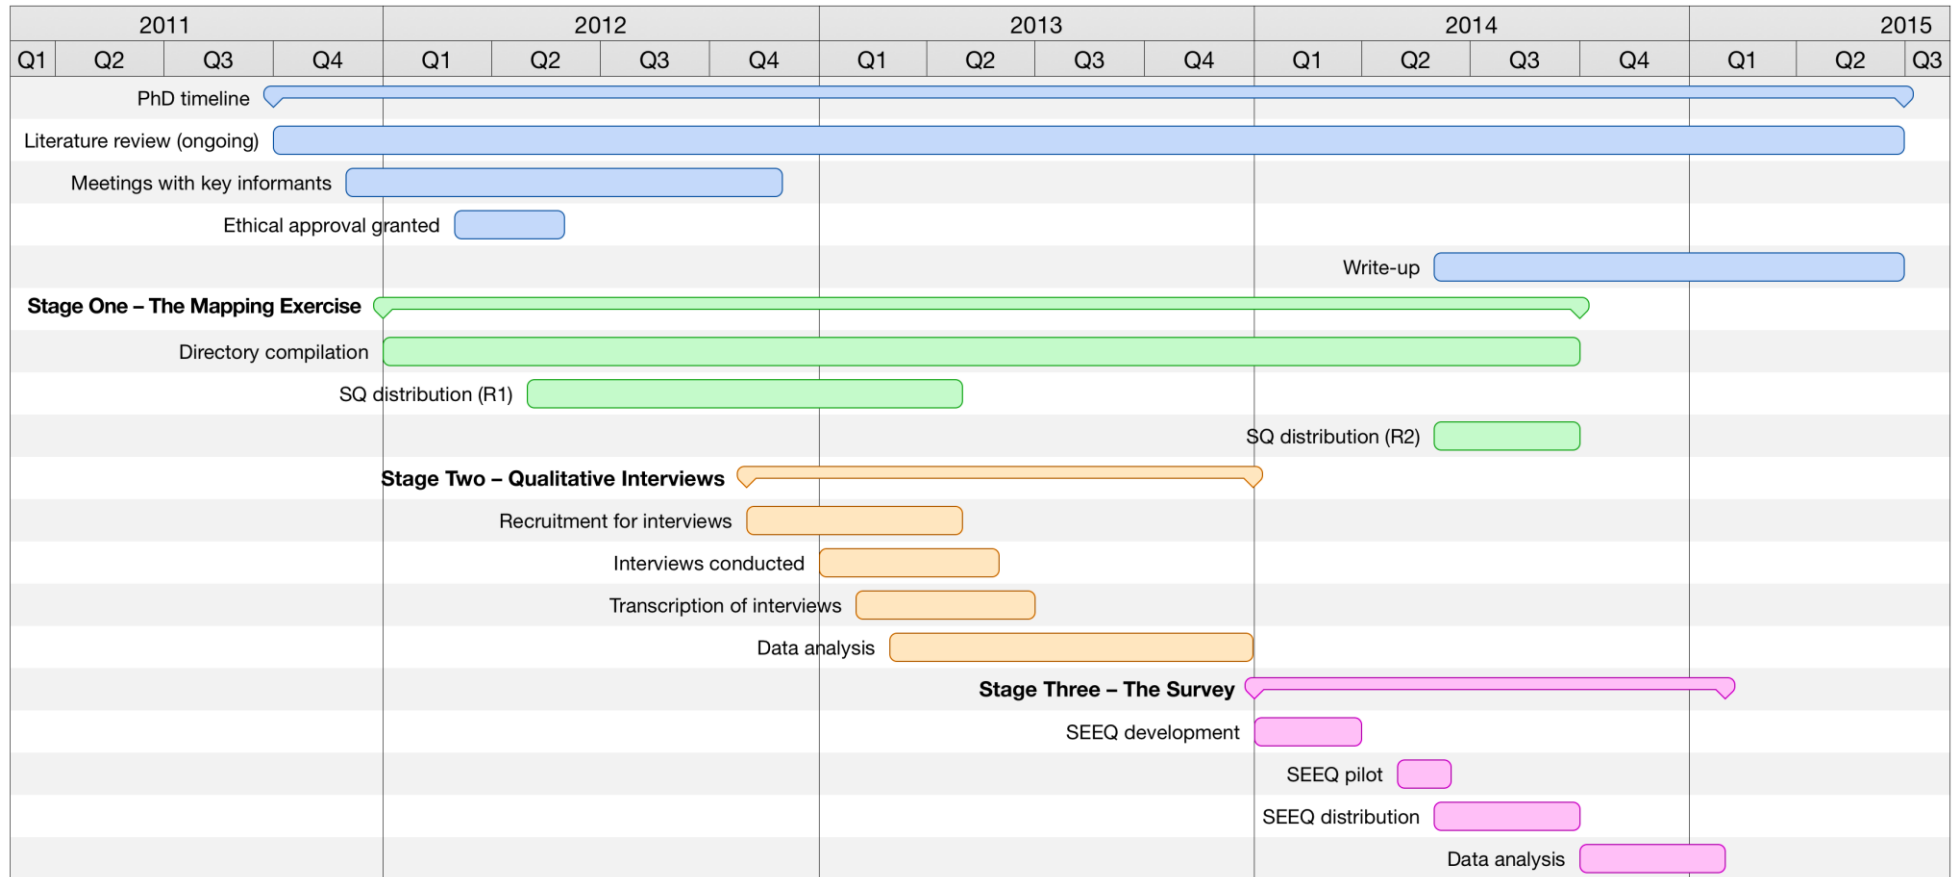 2011 2012 2013 2014 2015
Q1 Q2 Q3 Q4 Q1 Q2 Q3 Q4 Q1 Q2 Q3 Q4 Q1 Q2 Q3 Q4 Q1 Q2 Q3
PhD timeline
Literature review (ongoing)
Meetings with key informants
Ethical approval granted
Write-up
Stage One – The Mapping Exercise
Directory compilation
SQ distribution (R1)
SQ distribution (R2)
Stage Two – Qualitative Interviews
Recruitment for interviews
Interviews conducted
Transcription of interviews
Data analysis
Stage Three – The Survey
SEEQ development
SEEQ pilot
SEEQ distribution
Data analysis